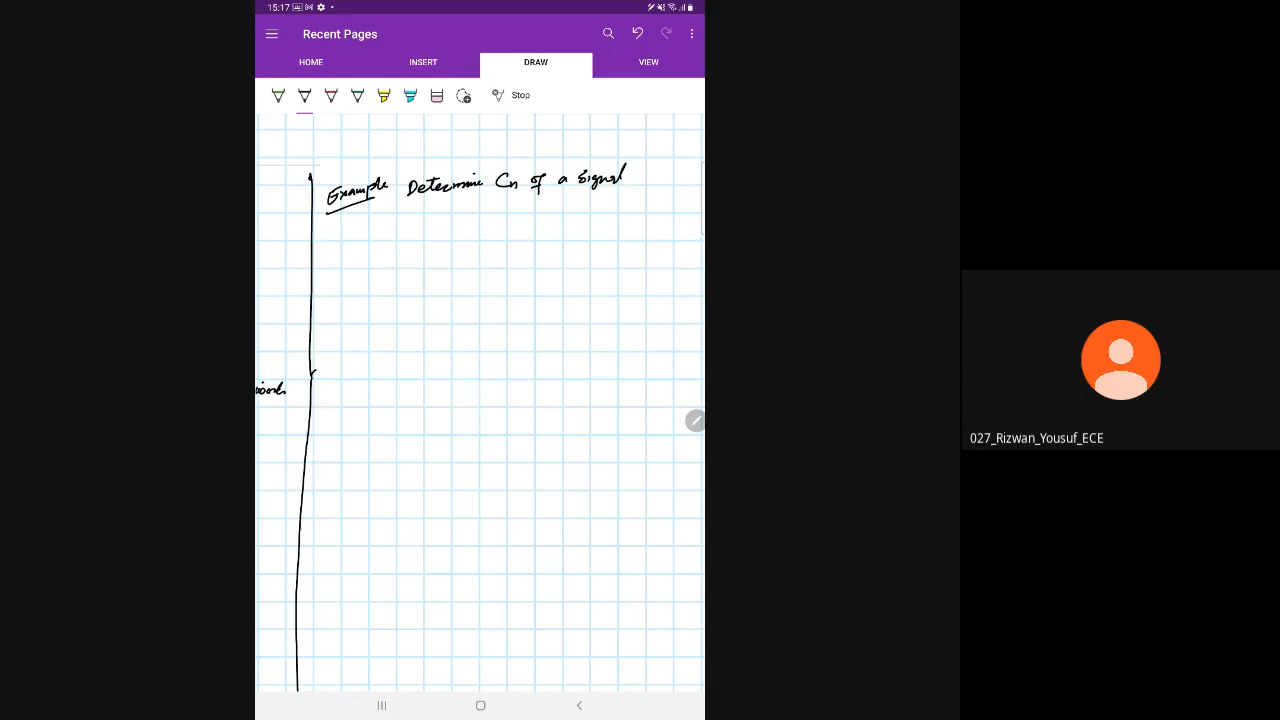 15:17
Recent Pages
HOME INSERT DRAW VIEW
Stop
Example Determine Cn of a signal
027_Rizwan_Yousuf_ECE